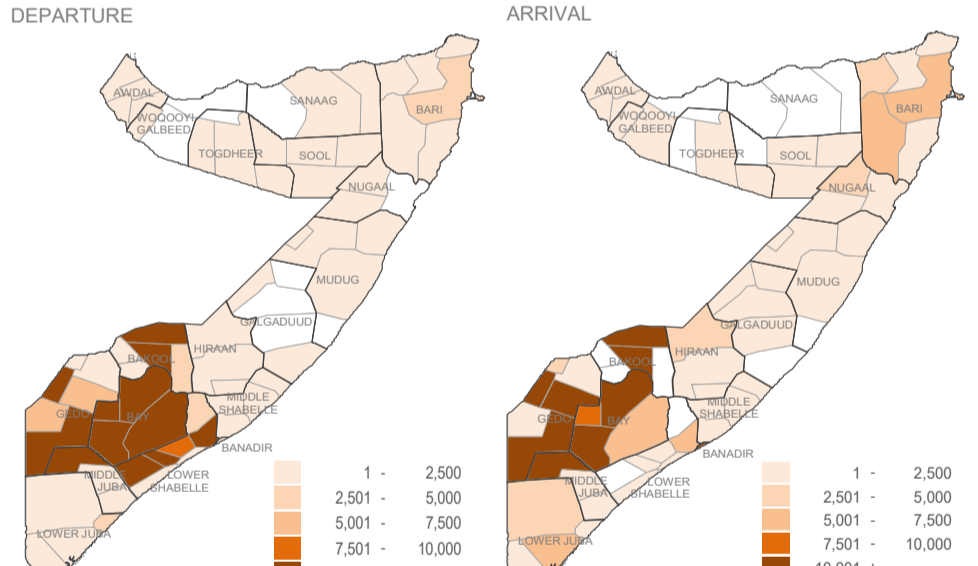 DEPARTURE
AWDAL
WOQOOYI
GALBEED
SANAAG
BARI
TOGDHEER
SOOL
NUGAAL
MUDUG
GALGADUUD
HIRAAN
BAKOOL
GEDO
BAY
MIDDLE
SHABELLE
BANADIR
MIDDLE
JUBA
LOWER
SHABELLE
LOWER JUBA
1 - 2,500
2,501 - 5,000
5,001 - 7,500
7,501 - 10,000
ARRIVAL
AWDAL
WOQOOYI
GALBEED
SANAAG
BARI
TOGDHEER
SOOL
NUGAAL
MUDUG
GALGADUUD
HIRAAN
BAKOOL
GEDO
BAY
MIDDLE
SHABELLE
BANADIR
MIDDLE
JUBA
LOWER
SHABELLE
LOWER JUBA
1 - 2,500
2,501 - 5,000
5,001 - 7,500
7,501 - 10,000